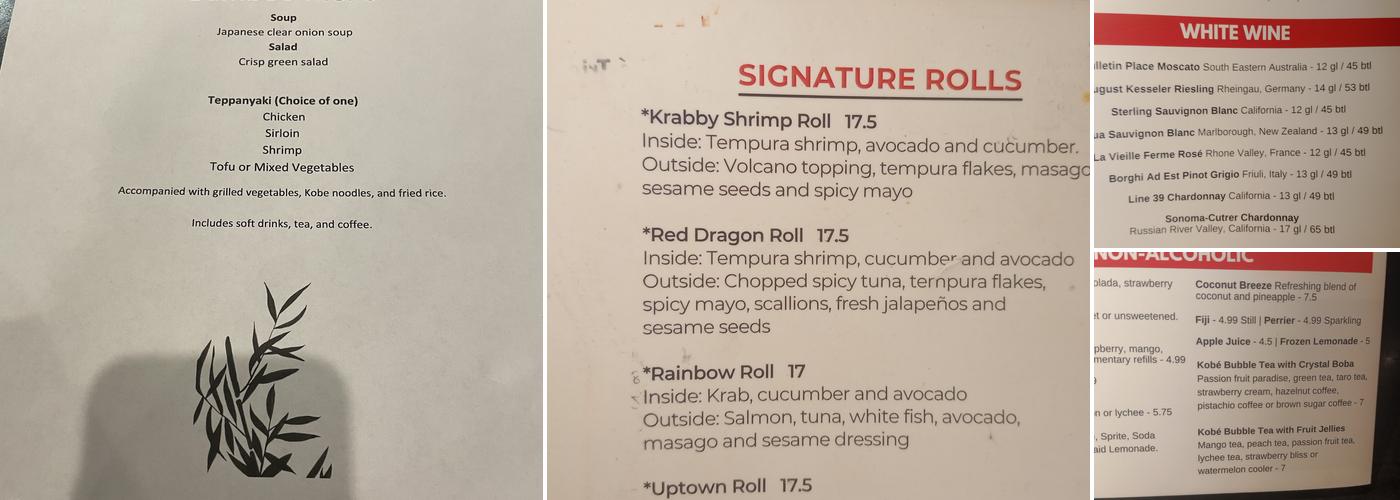 Soup
Japanese clear onion soup
Salad
Crisp green salad
Teppanyaki (Choice of one)
Chicken
Sirloin
Shrimp
Tofu or Mixed Vegetables
Accompanied with grilled vegetables, Kobe noodles, and fried rice.
Includes soft drinks, tea, and coffee.
SIGNATURE ROLLS
*Krabby Shrimp Roll 17.5
Inside: Tempura shrimp, avocado and cucumber.
Outside: Volcano topping, tempura flakes, masago
sesame seeds and spicy mayo
*Red Dragon Roll 17.5
Inside: Tempura shrimp, cucumber and avocado
Outside: Chopped spicy tuna, tempura flakes,
spicy mayo, scallions, fresh jalapeños and
sesame seeds
*Rainbow Roll 17
Inside: Krab, cucumber and avocado
Outside: Salmon, tuna, white fish, avocado,
masago and sesame dressing
*Uptown Roll 17.5
WHITE WINE
lletin Place Moscato South Eastern Australia - 12 gl / 45 btl
ugust Kesseler Riesling Rheingau, Germany - 14 gl / 53 btl
Sterling Sauvignon Blanc California - 12 gl / 45 btl
ua Sauvignon Blanc Marlborough, New Zealand - 13 gl / 49 btl
La Vieille Ferme Rosé Rhone Valley, France - 12 gl / 45 btl
Borghi Ad Est Pinot Grigio Friuli, Italy - 13 gl / 49 btl
Line 39 Chardonnay California - 13 gl / 49 btl
Sonoma-Cutrer Chardonnay
Russian River Valley, California - 17 gl / 65 btl
NON-ALCOHOLIC
olada, strawberry
et or unsweetened.
pberry, mango,
mentary refills - 4.99
n or lychee - 5.75
, Sprite, Soda
aid Lemonade.
Coconut Breeze Refreshing blend of
coconut and pineapple - 7.5
Fiji - 4.99 Still | Perrier - 4.99 Sparkling
Apple Juice - 4.5 | Frozen Lemonade - 5
Kobé Bubble Tea with Crystal Boba
Passion fruit paradise, green tea, taro tea,
strawberry cream, hazelnut coffee,
pistachio coffee or brown sugar coffee - 7
Kobé Bubble Tea with Fruit Jellies
Mango tea, peach tea, passion fruit tea,
lychee tea, strawberry bliss or
watermelon cooler - 7